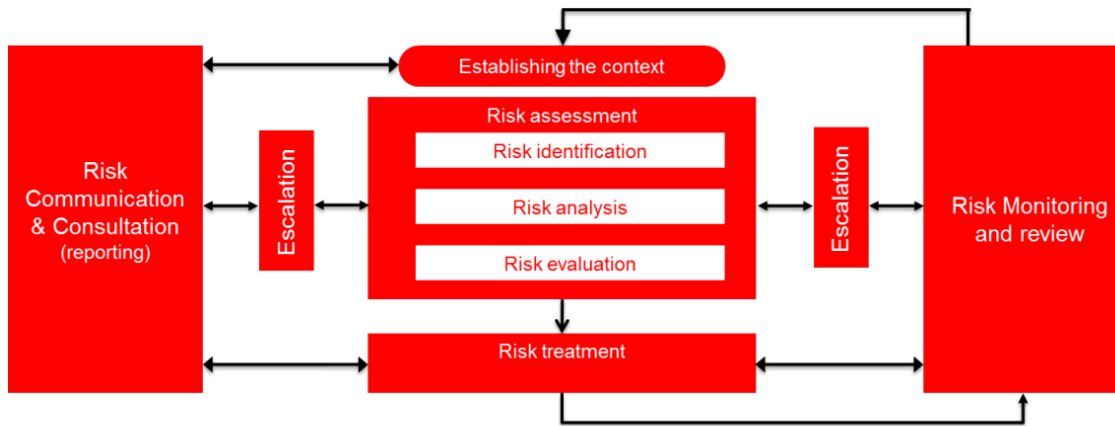 Establishing the context
Risk assessment
Risk identification
Risk
Communication
& Consultation
(reporting)
Escalation
Risk analysis
Escalation
Risk Monitoring
and review
Risk evaluation
Risk treatment